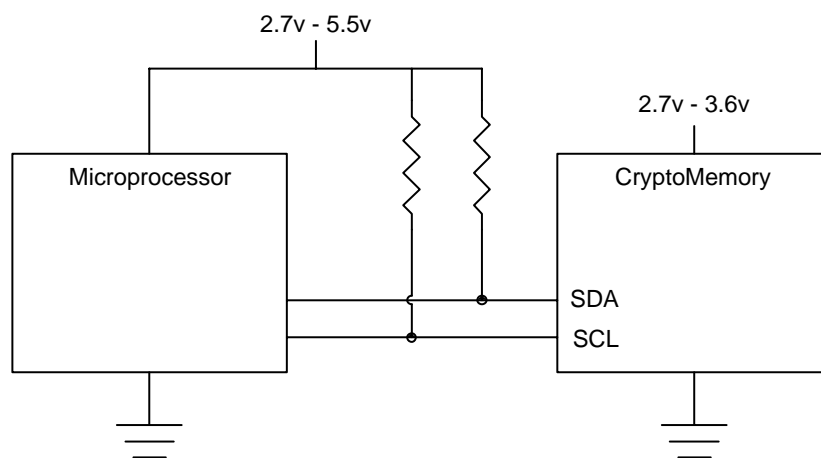 2.7v - 5.5v
2.7v - 3.6v
Microprocessor
CryptoMemory
SDA
SCL